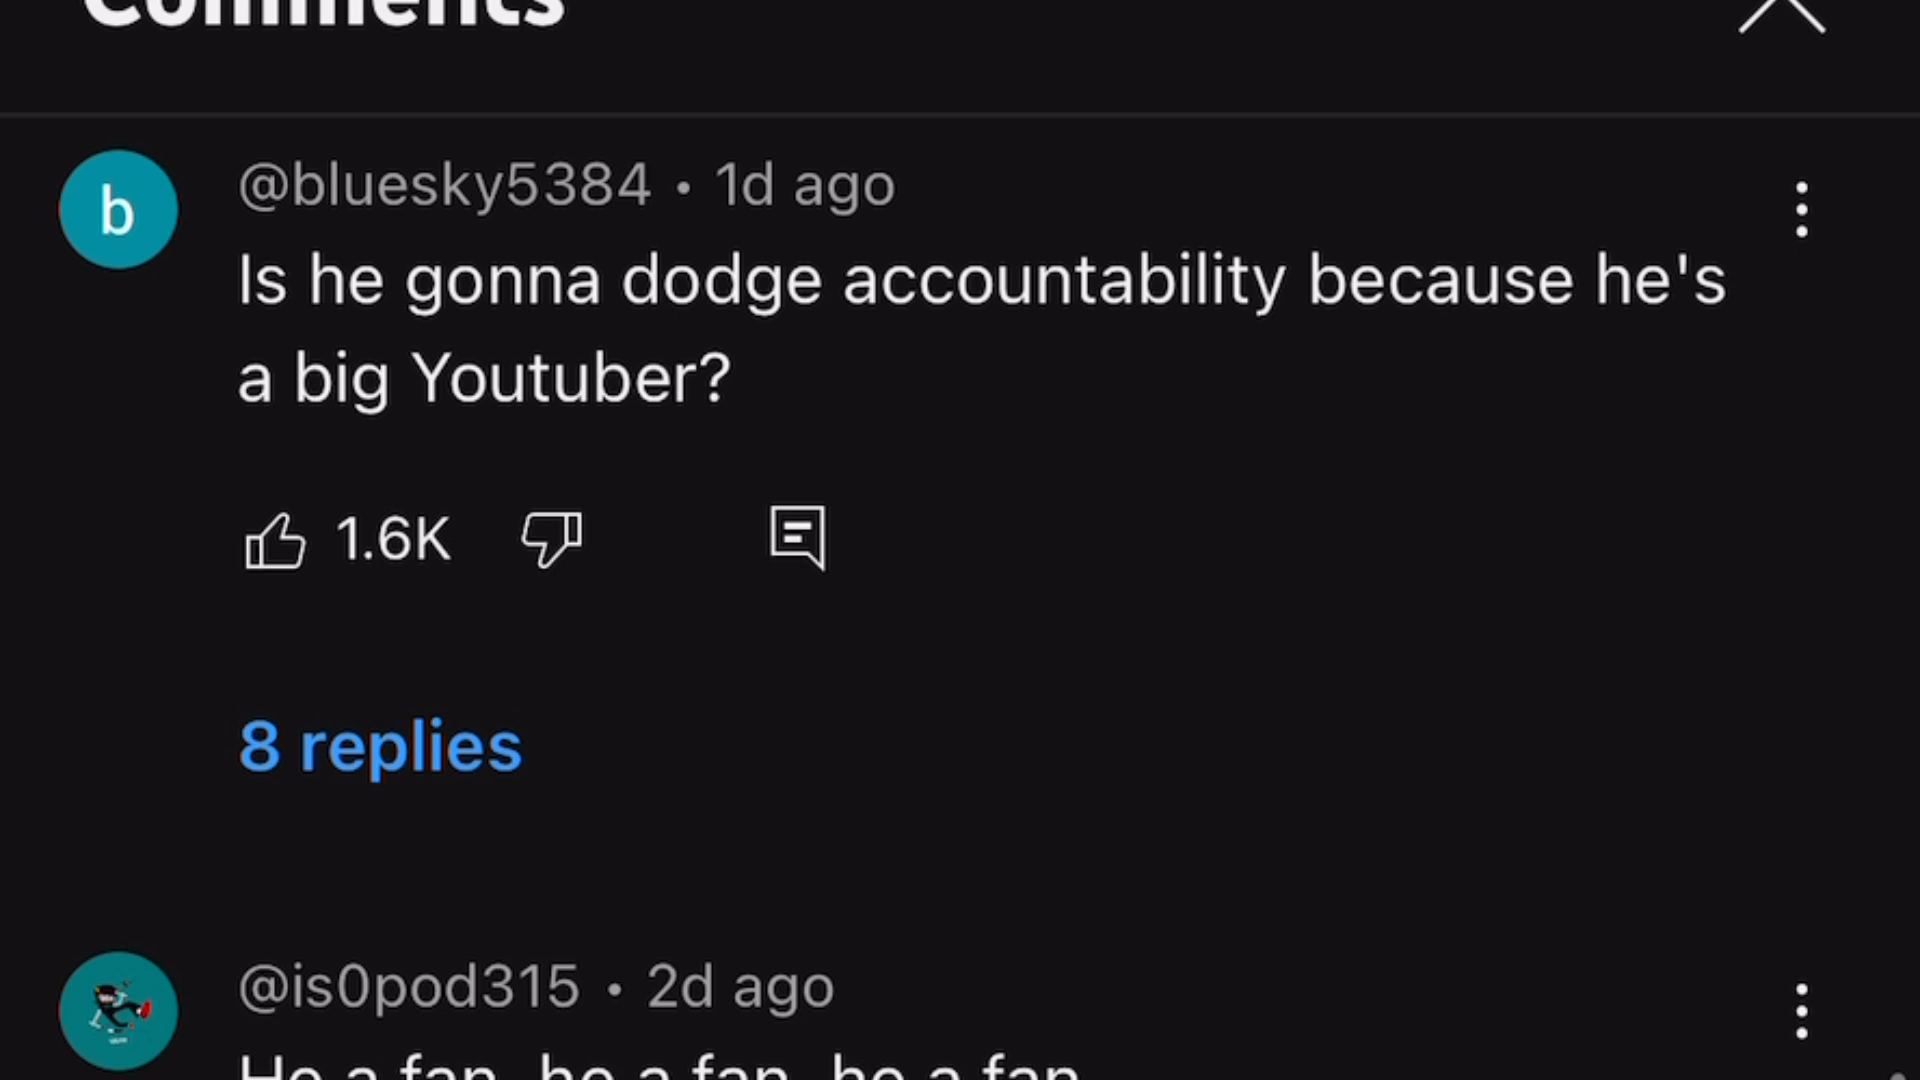 Comments
b
@bluesky5384 • 1d ago
Is he gonna dodge accountability because he's
a big Youtuber?
1.6K
8 replies
@is0pod315 • 2d ago
He a fan, he a fan, he a fan